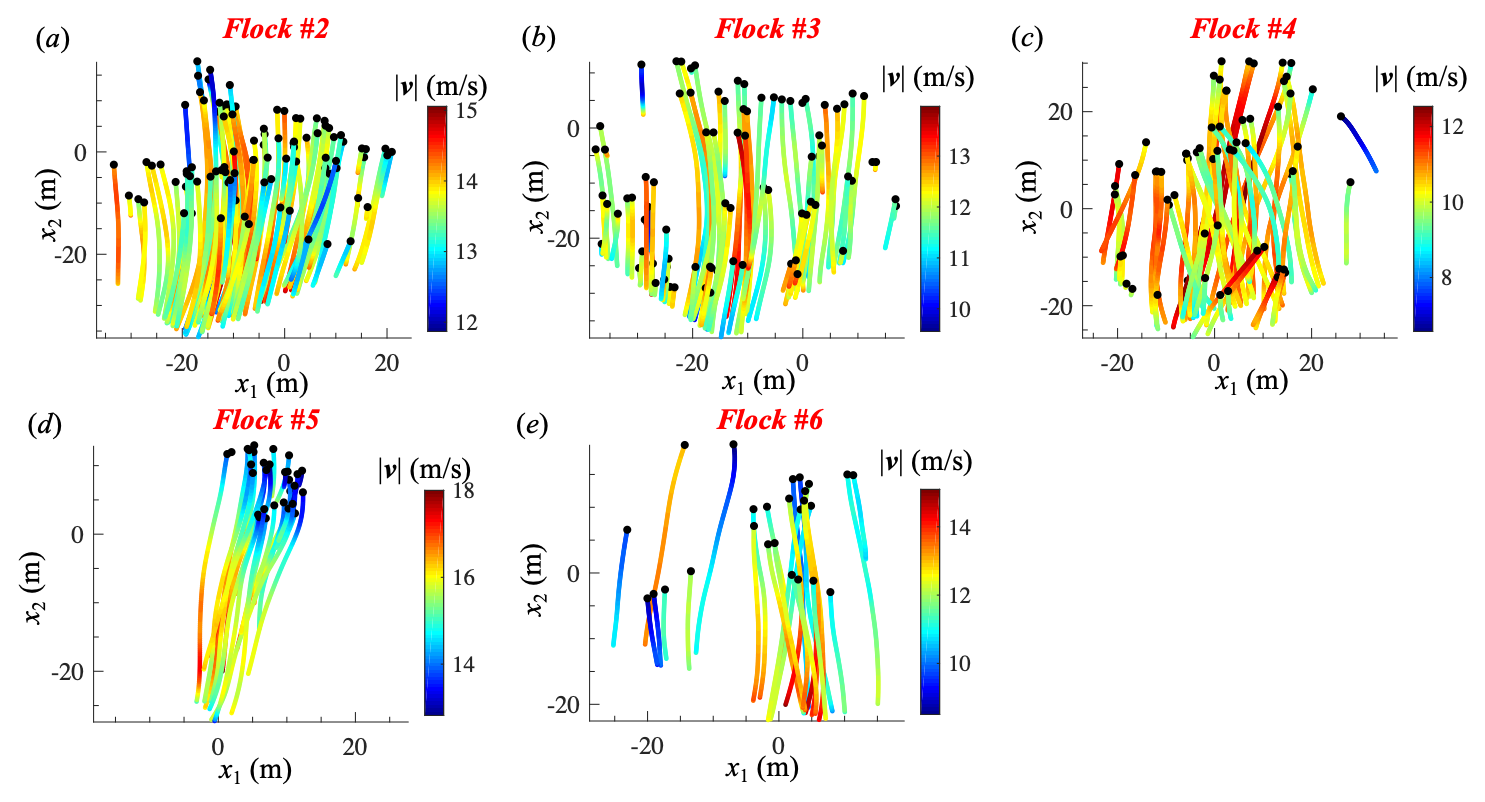 (a) Flock #2
|v| (m/s)
15
14
13
12
0
-20
x2 (m)
-20 0 20
x1 (m)
(b) Flock #3
|v| (m/s)
13
12
11
10
0
-20
x2 (m)
-20 0
x1 (m)
(c) Flock #4
|v| (m/s)
12
10
8
20
0
-20
x2 (m)
-20 0 20
x1 (m)
(d) Flock #5
|v| (m/s)
18
16
14
0
-20
x2 (m)
0 20
x1 (m)
(e) Flock #6
|v| (m/s)
14
12
10
0
-20
x2 (m)
-20 0
x1 (m)